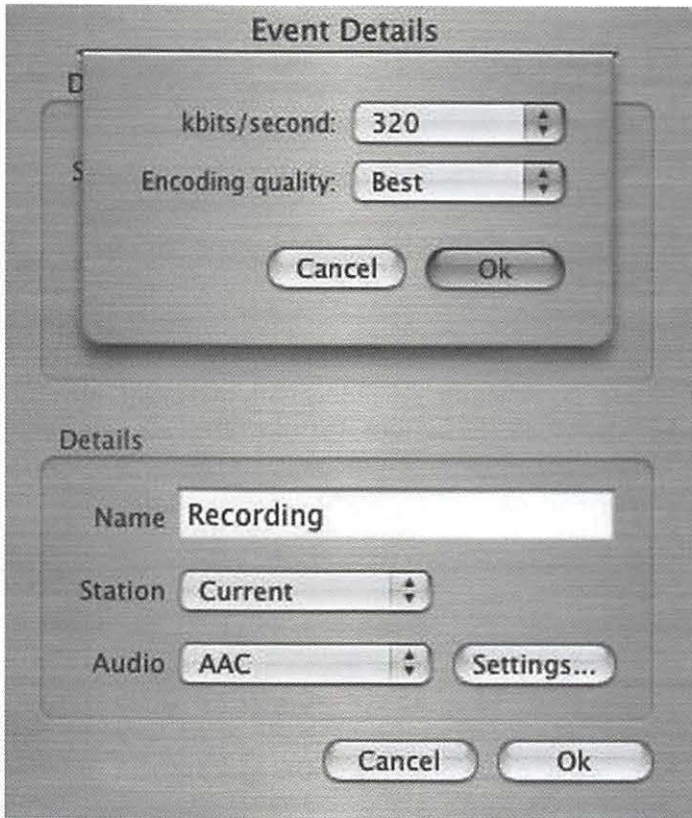 Event Details
D
kbits/second: 320
S
Encoding quality: Best
Cancel Ok
Details
Name Recording
Station Current
Audio AAC Settings...
Cancel Ok